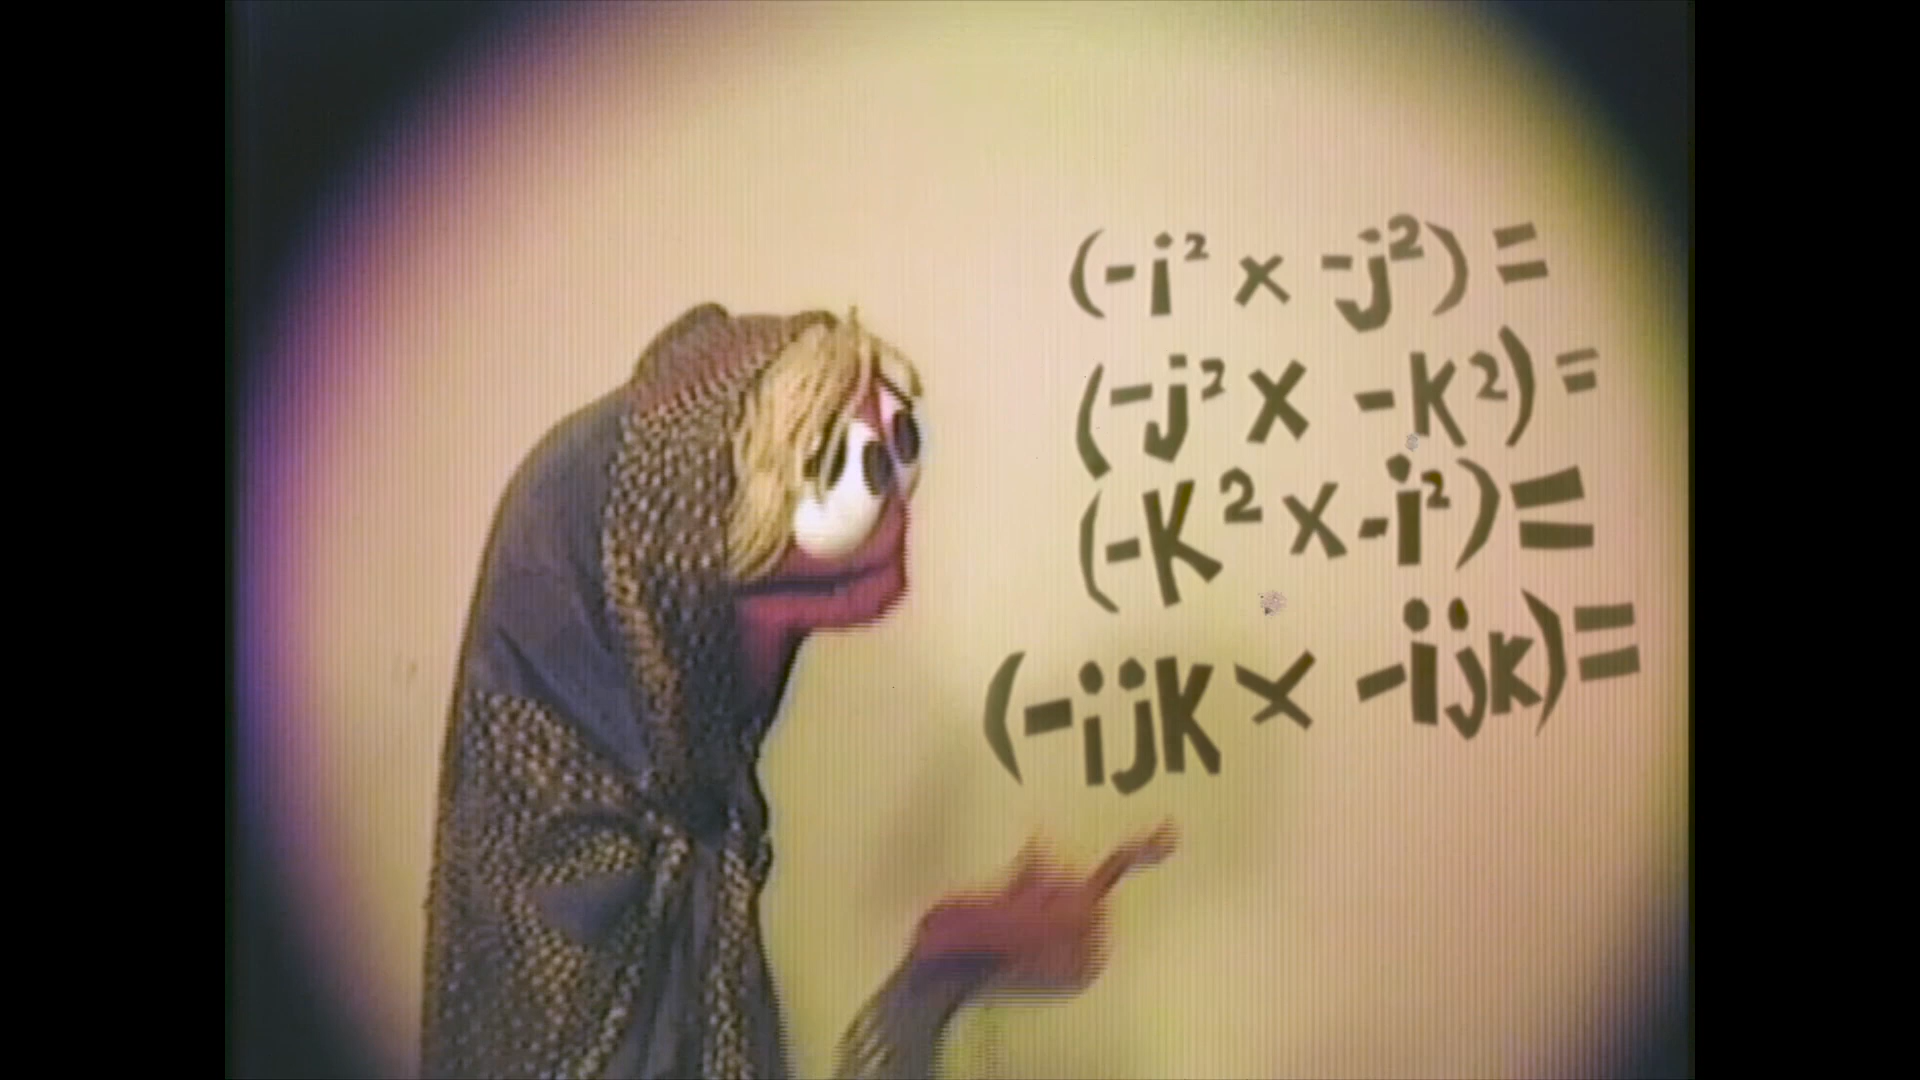 (-i² x -j²) =
(-j² x -K²) =
(-K² x -i²) =
(-ijK x -ijk) =